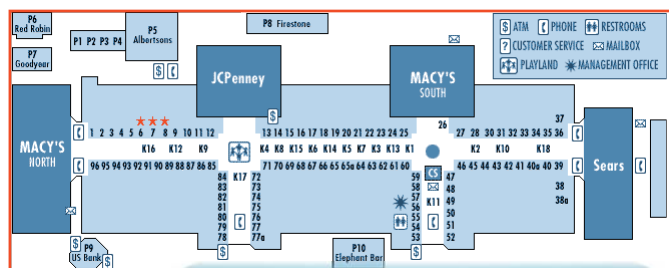 P6
Red Robin
P7
Goodyear
P1 P2 P3 P4
P5
Albertsons
P8 Firestone
$ ATM PHONE RESTROOMS
? CUSTOMER SERVICE MAILBOX
PLAYLAND MANAGEMENT OFFICE
JCPenney
MACY'S
SOUTH
MACY'S
NORTH
Sears
$
$
1 2 3 4 5 6 7 8 9 10 11 12
13 14 15 16 17 18 19 20 21 22 23 24 25
26
27 28 30 31 32 33 34 35 36
37
K16 K12 K9
K4 K8 K15 K6 K14 K5 K7 K3 K13 K1
K2 K10 K18
96 95 94 93 92 91 90 89 88 87 86 85
71 70 69 68 67 66 65 65a 64 63 62 61 60
46 45 44 43 42 41 40a 40 39
K17
84
83
82
81
80
79
78
72
73
74
75
76
77
77a
CS
K11
59
58
57
56
55
54
53
47
48
49
50
51
52
38
38a
$
$
P9
US Bank
$
$
P10
Elephant Bar